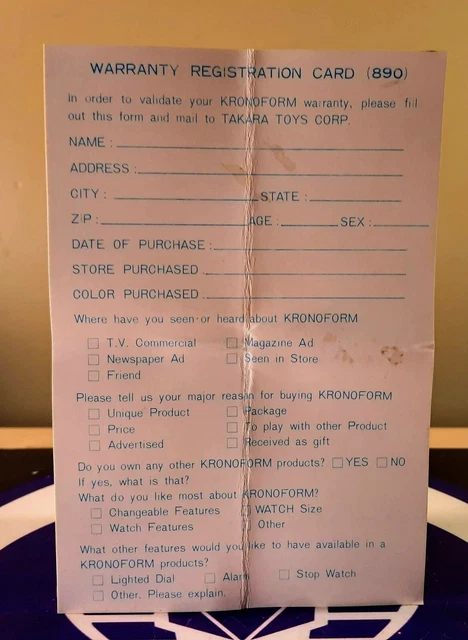 WARRANTY REGISTRATION CARD (890)
In order to validate your KRONOFORM warranty, please fill
out this form and mail to TAKARA TOYS CORP.
NAME:
ADDRESS:
CITY: STATE:
ZIP: AGE: SEX:
DATE OF PURCHASE:
STORE PURCHASED:
COLOR PURCHASED:
Where have you seen or heard about KRONOFORM
T.V. Commercial Magazine Ad
Newspaper Ad Seen in Store
Friend
Please tell us your major reason for buying KRONOFORM
Unique Product Package
Price To play with other Product
Advertised Received as gift
Do you own any other KRONOFORM products? YES NO
If yes, what is that?
What do you like most about KRONOFORM?
Changeable Features WATCH Size
Watch Features Other
What other features would you like to have available in a
KRONOFORM products?
Lighted Dial Alarm Stop Watch
Other. Please explain.